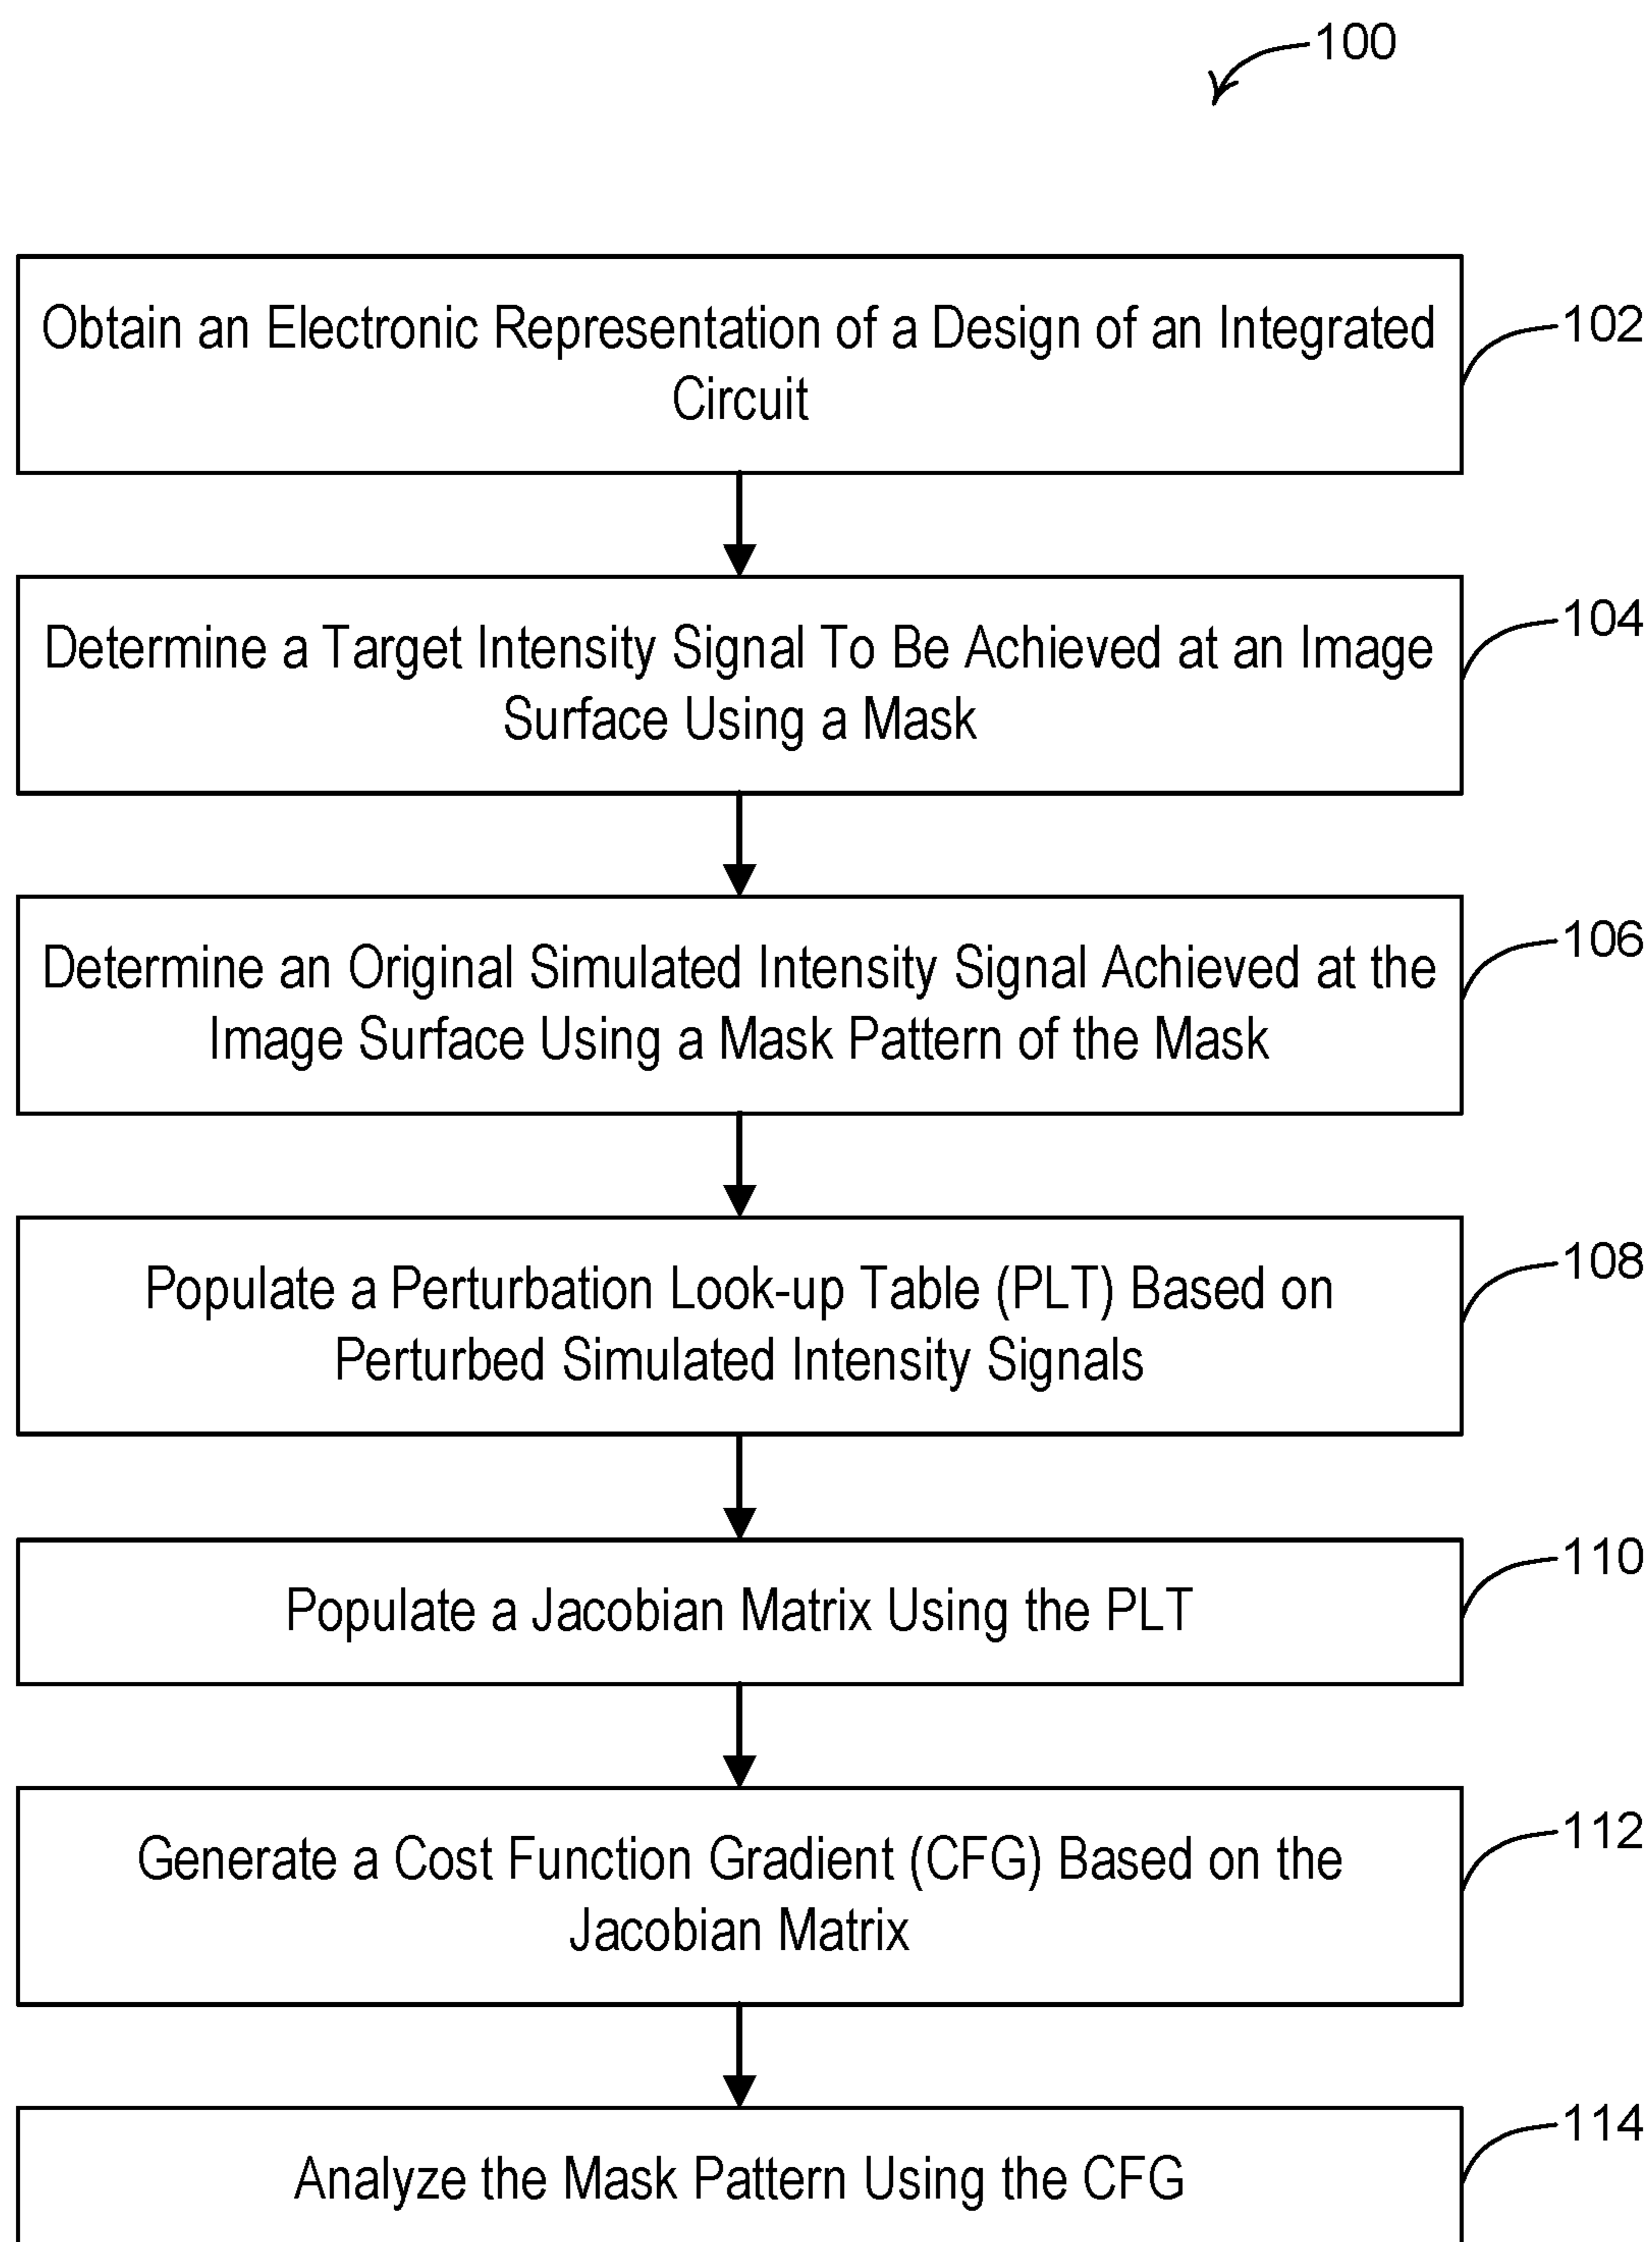 100
Obtain an Electronic Representation of a Design of an Integrated
Circuit
102
Determine a Target Intensity Signal To Be Achieved at an Image
Surface Using a Mask
104
Determine an Original Simulated Intensity Signal Achieved at the
Image Surface Using a Mask Pattern of the Mask
106
Populate a Perturbation Look-up Table (PLT) Based on
Perturbed Simulated Intensity Signals
108
Populate a Jacobian Matrix Using the PLT
110
Generate a Cost Function Gradient (CFG) Based on the
Jacobian Matrix
112
Analyze the Mask Pattern Using the CFG
114